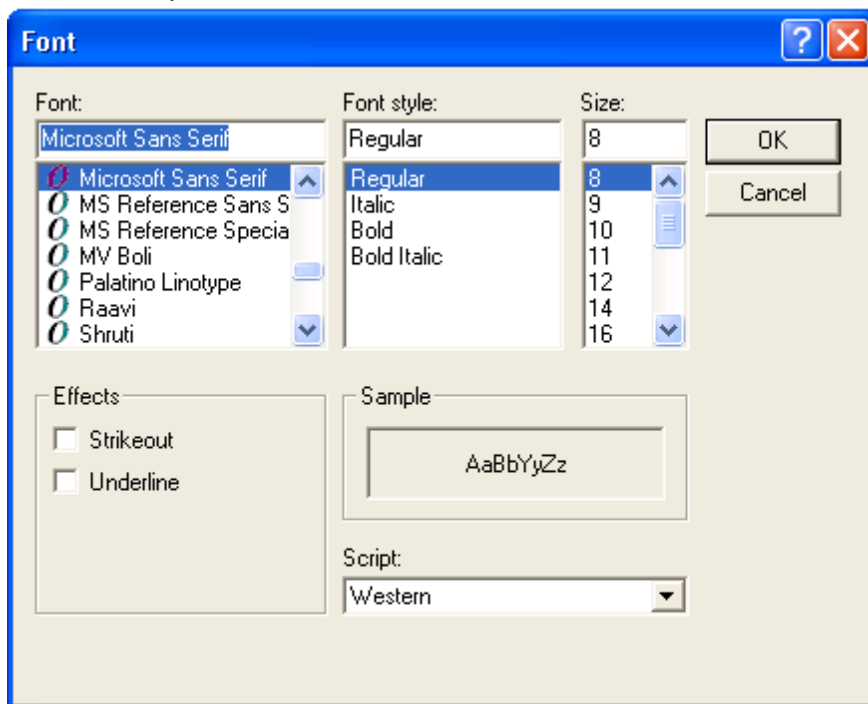 Font
Font:
Font style:
Size:
Microsoft Sans Serif
Regular
8
OK
Cancel
Microsoft Sans Serif
MS Reference Sans S
MS Reference Specia
MV Boli
Palatino Linotype
Raavi
Shruti
Regular
Italic
Bold
Bold Italic
8
9
10
11
12
14
16
Effects
Strikeout
Underline
Sample
AaBbYyZz
Script:
Western